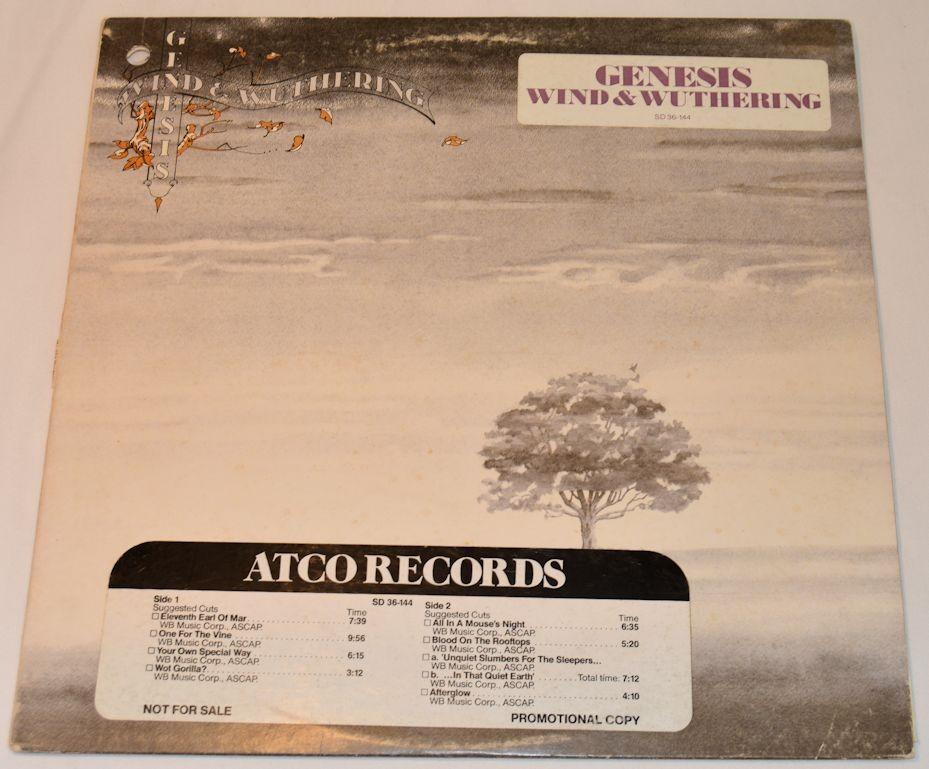 GENESIS
WIND & WUTHERING
GENESIS
WIND & WUTHERING
SD 36-144
ATCO RECORDS
Side 1
SD 36-144
Suggested Cuts
Time
Eleventh Earl Of Mar 7:39
WB Music Corp., ASCAP
One For The Vine 9:56
WB Music Corp., ASCAP.
Your Own Special Way 6:15
WB Music Corp., ASCAP.
Wot Gorilla? 3:12
WB Music Corp., ASCAP.
NOT FOR SALE
Side 2
Suggested Cuts
Time
All In A Mouse's Night 6:35
WB Music Corp., ASCAP.
Blood On The Rooftops 5:20
WB Music Corp., ASCAP.
a. 'Unquiet Slumbers For The Sleepers...
WB Music Corp., ASCAP.
b. ...In That Quiet Earth' Total time: 7:12
WB Music Corp., ASCAP.
Afterglow 4:10
WB Music Corp., ASCAP.
PROMOTIONAL COPY